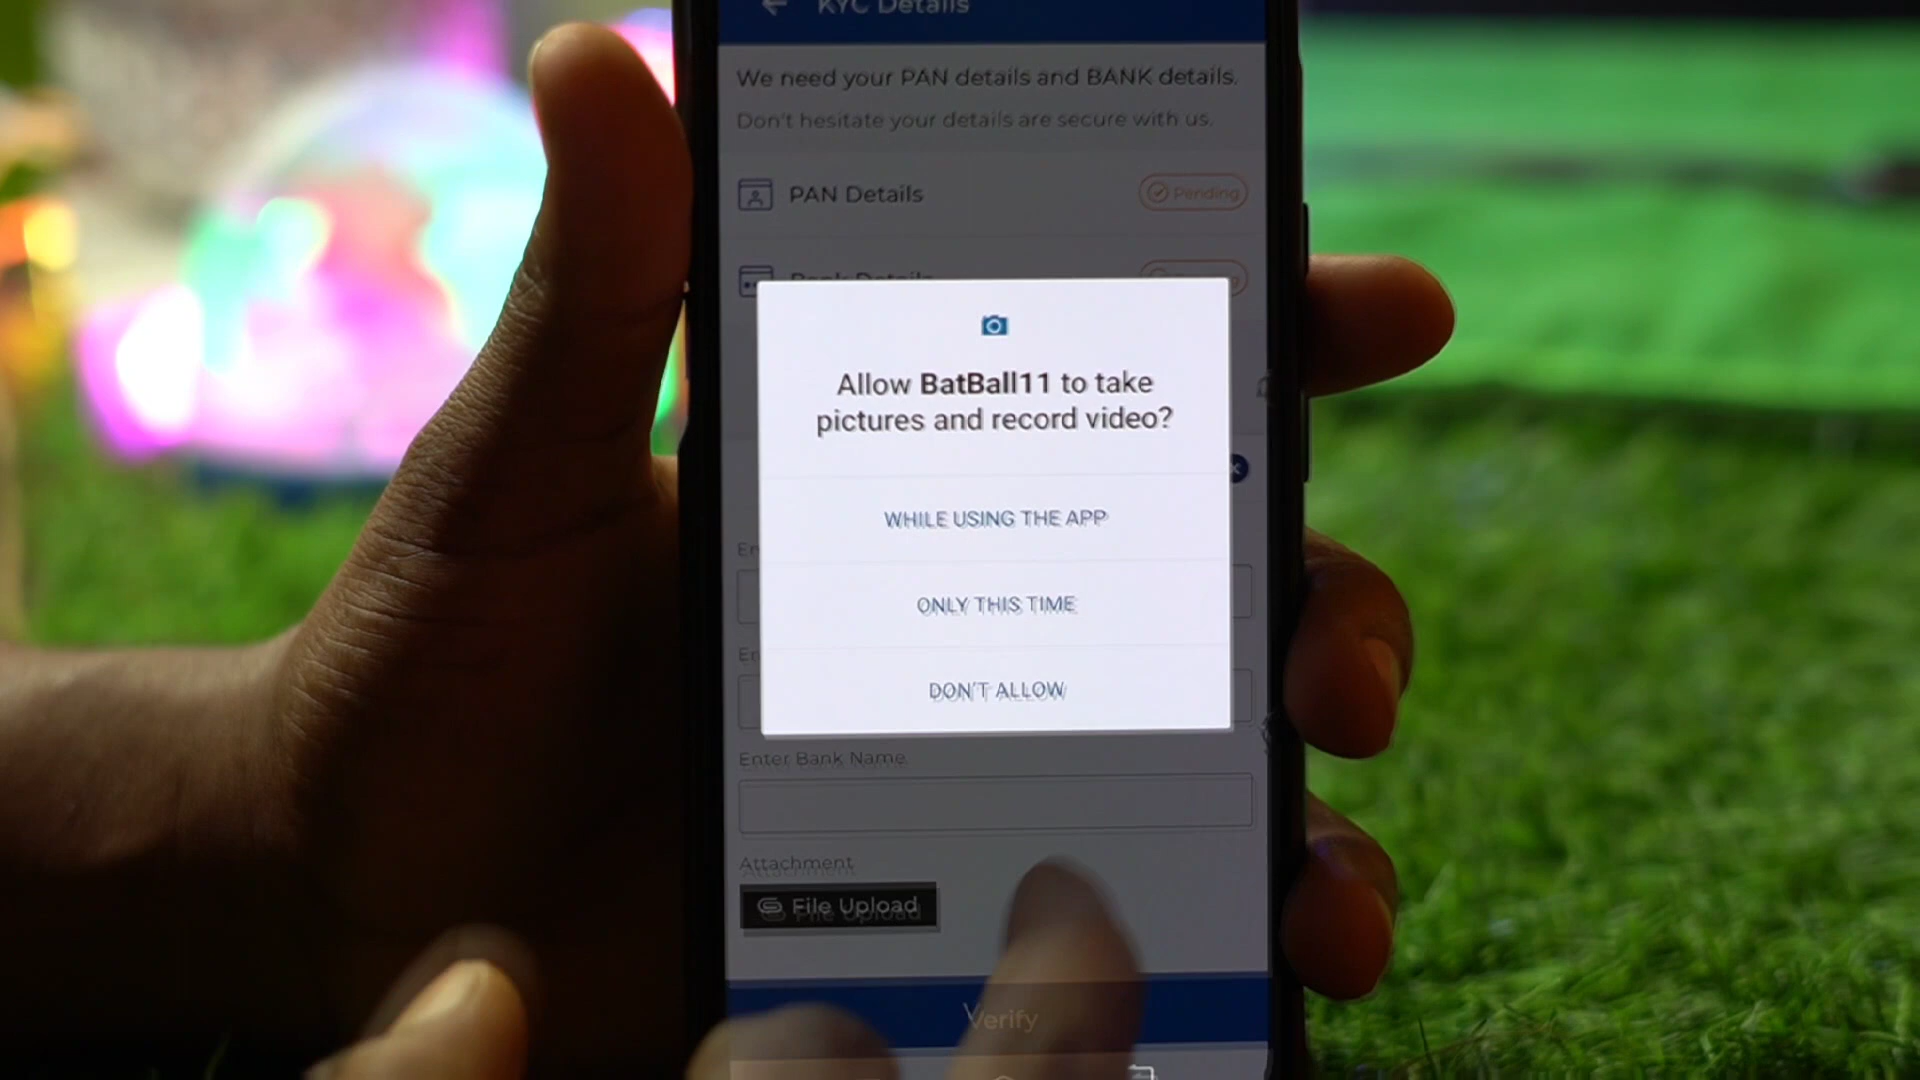 KYC Details
We need your PAN details and BANK details.
Don't hesitate your details are secure with us.
PAN Details
Pending
Bank Details
Allow BatBall11 to take
pictures and record video?
WHILE USING THE APP
ONLY THIS TIME
DON'T ALLOW
Enter Bank Name
Attachment
File Upload
Verify